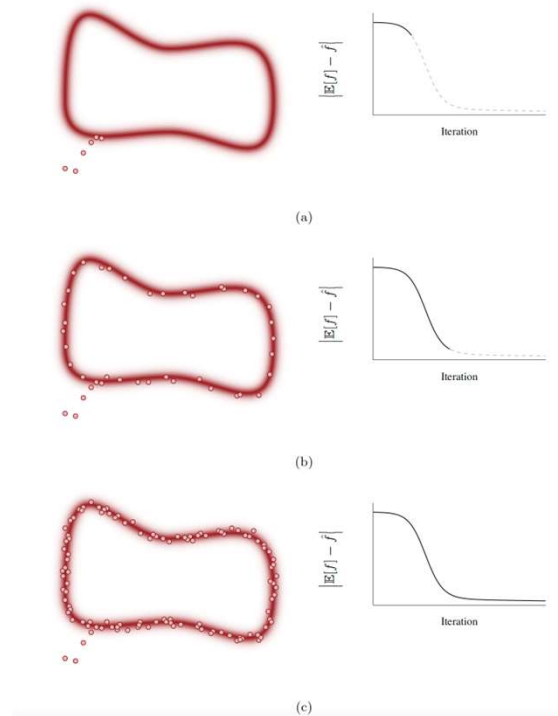 |𝔼[f] − f̂|
Iteration
(a)
|𝔼[f] − f̂|
Iteration
(b)
|𝔼[f] − f̂|
Iteration
(c)